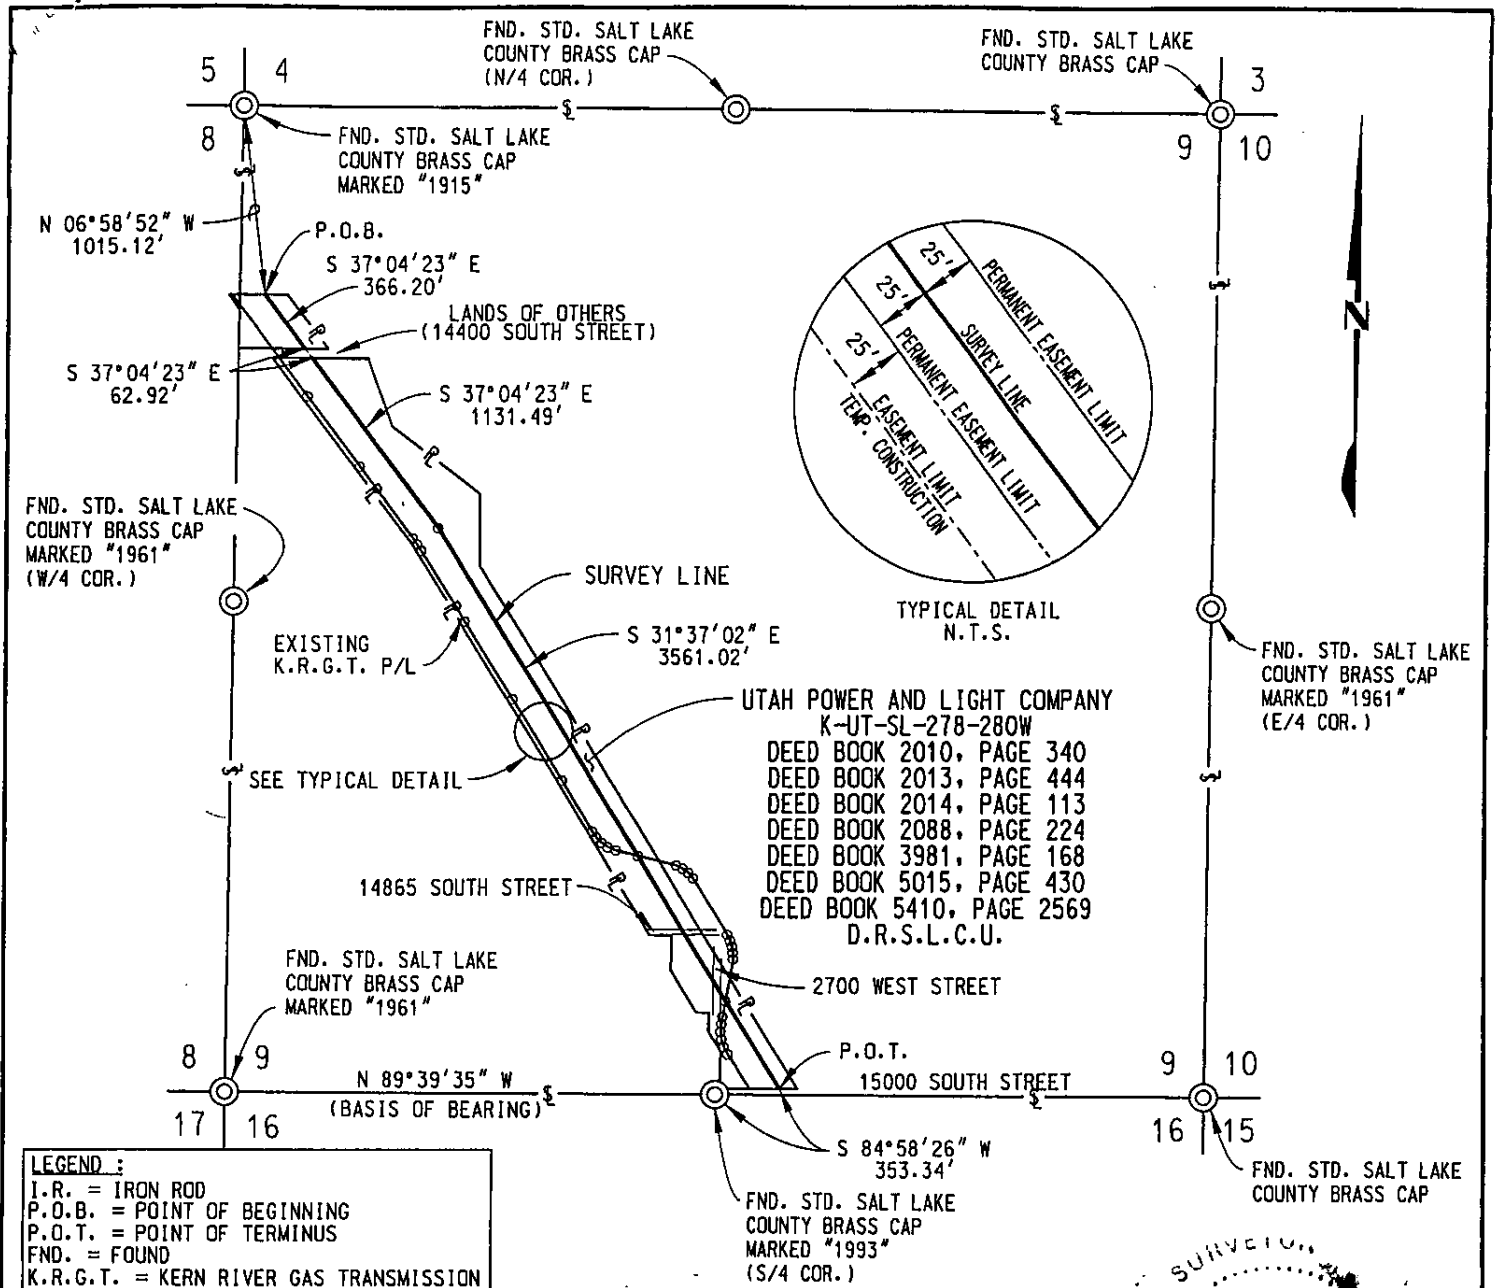 FND. STD. SALT LAKE
COUNTY BRASS CAP
(N/4 COR.)
FND. STD. SALT LAKE
COUNTY BRASS CAP
5 4
8
3
9 10
FND. STD. SALT LAKE
COUNTY BRASS CAP
MARKED "1915"
N 06°58'52" W
1015.12'
P.O.B.
S 37°04'23" E
366.20'
LANDS OF OTHERS
(14400 SOUTH STREET)
S 37°04'23" E
62.92'
S 37°04'23" E
1131.49'
25'
25'
25'
PERMANENT EASEMENT LIMIT
SURVEY LINE
PERMANENT EASEMENT LIMIT
EASEMENT LIMIT
TEMP. CONSTRUCTION
N
TYPICAL DETAIL
N.T.S.
FND. STD. SALT LAKE
COUNTY BRASS CAP
MARKED "1961"
(W/4 COR.)
SURVEY LINE
EXISTING
K.R.G.T. P/L
S 31°37'02" E
3561.02'
FND. STD. SALT LAKE
COUNTY BRASS CAP
MARKED "1961"
(E/4 COR.)
UTAH POWER AND LIGHT COMPANY
K-UT-SL-278-280W
DEED BOOK 2010, PAGE 340
DEED BOOK 2013, PAGE 444
DEED BOOK 2014, PAGE 113
DEED BOOK 2088, PAGE 224
DEED BOOK 3981, PAGE 168
DEED BOOK 5015, PAGE 430
DEED BOOK 5410, PAGE 2569
D.R.S.L.C.U.
SEE TYPICAL DETAIL
14865 SOUTH STREET
2700 WEST STREET
FND. STD. SALT LAKE
COUNTY BRASS CAP
MARKED "1961"
P.O.T.
8 9
17 16
N 89°39'35" W
(BASIS OF BEARING)
15000 SOUTH STREET
9 10
16 15
S 84°58'26" W
353.34'
FND. STD. SALT LAKE
COUNTY BRASS CAP
FND. STD. SALT LAKE
COUNTY BRASS CAP
MARKED "1993"
(S/4 COR.)
LEGEND :
I.R. = IRON ROD
P.O.B. = POINT OF BEGINNING
P.O.T. = POINT OF TERMINUS
FND. = FOUND
K.R.G.T. = KERN RIVER GAS TRANSMISSION